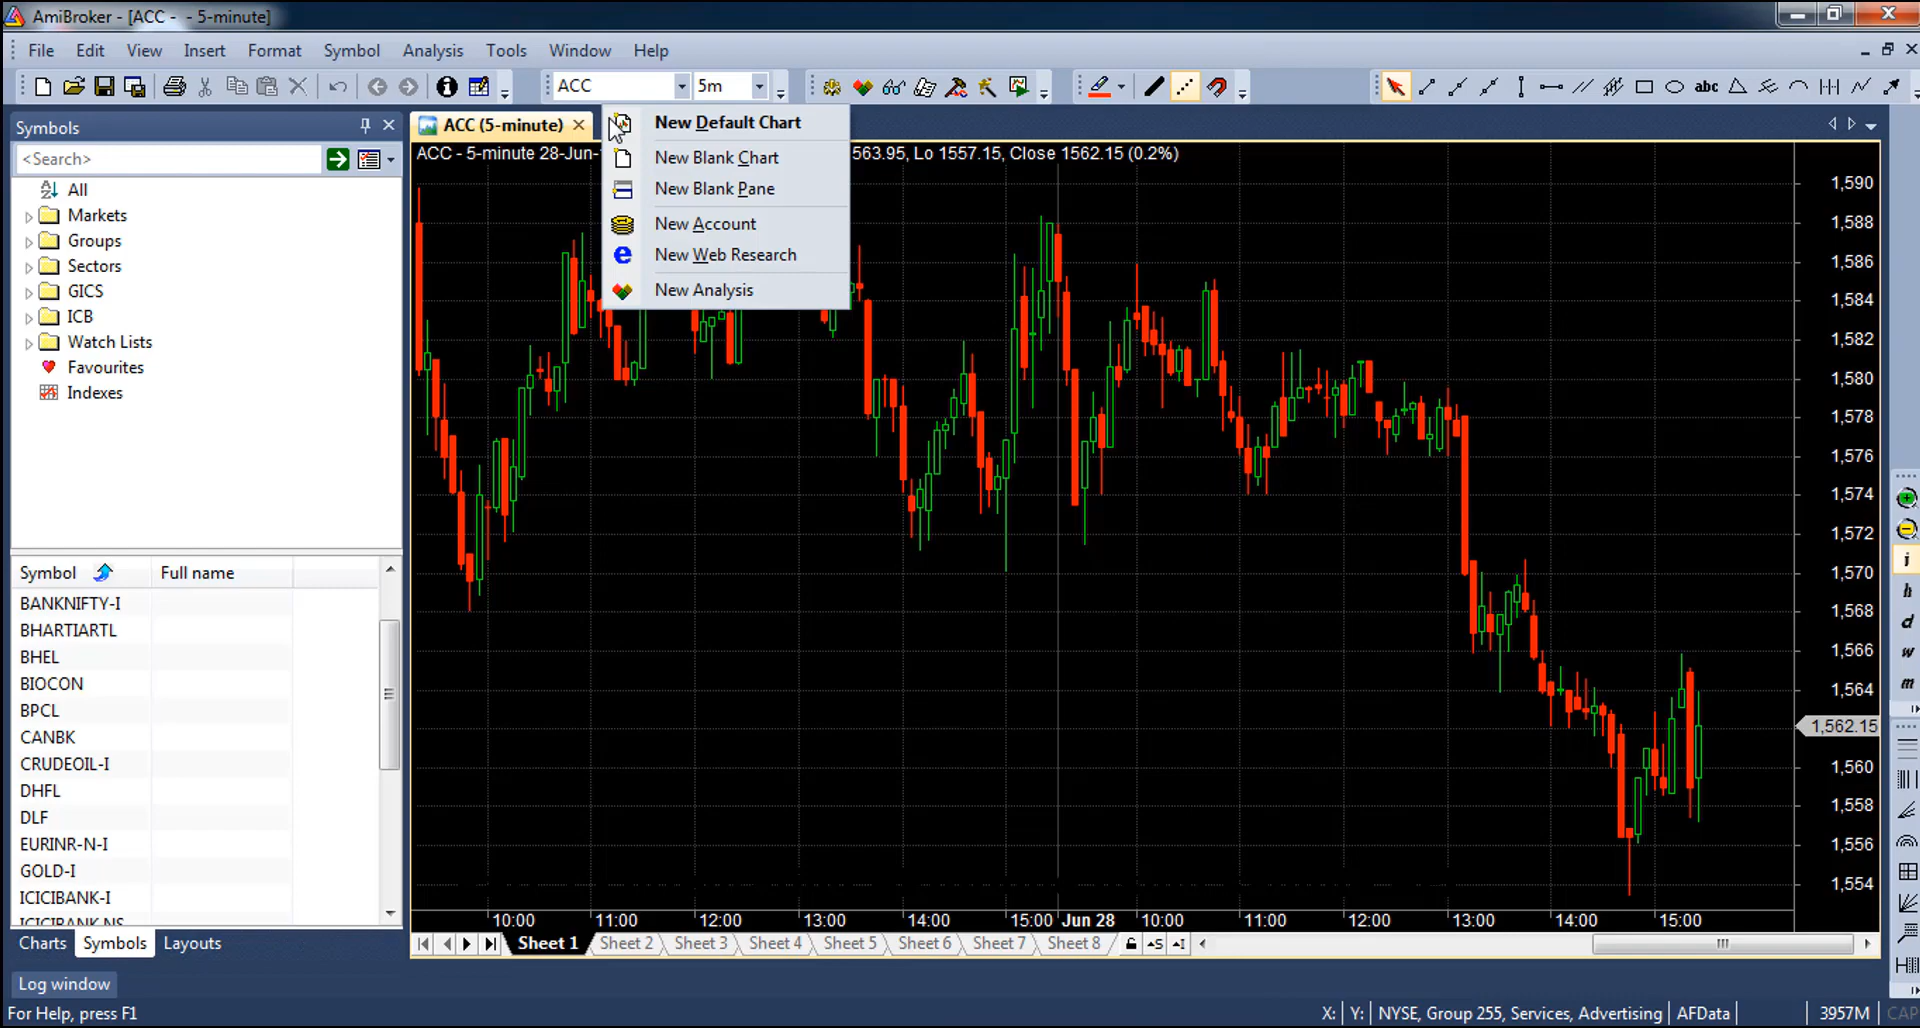 AmiBroker - [ACC - - 5-minute]
File Edit View Insert Format Symbol Analysis Tools Window Help
ACC 5m abc
Symbols
<Search>
All
Markets
Groups
Sectors
GICS
ICB
Watch Lists
Favourites
Indexes
Symbol Full name
BANKNIFTY-I
BHARTIARTL
BHEL
BIOCON
BPCL
CANBK
CRUDEOIL-I
DHFL
DLF
EURINR-N-I
GOLD-I
ICICIBANK-I
ICICIBANK-NS
Charts Symbols Layouts
Log window
For Help, press F1
ACC (5-minute)
ACC - 5-minute 28-Jun- 563.95, Lo 1557.15, Close 1562.15 (0.2%)
New Default Chart
New Blank Chart
New Blank Pane
New Account
New Web Research
New Analysis
1,590
1,588
1,586
1,584
1,582
1,580
1,578
1,576
1,574
1,572
1,570
1,568
1,566
1,564
1,562.15
1,560
1,558
1,556
1,554
10:00 11:00 12:00 13:00 14:00 15:00 Jun 28 10:00 11:00 12:00 13:00 14:00 15:00
Sheet 1 Sheet 2 Sheet 3 Sheet 4 Sheet 5 Sheet 6 Sheet 7 Sheet 8
i
h
d
w
m
X: Y: NYSE, Group 255, Services, Advertising AFData 3957M CAP